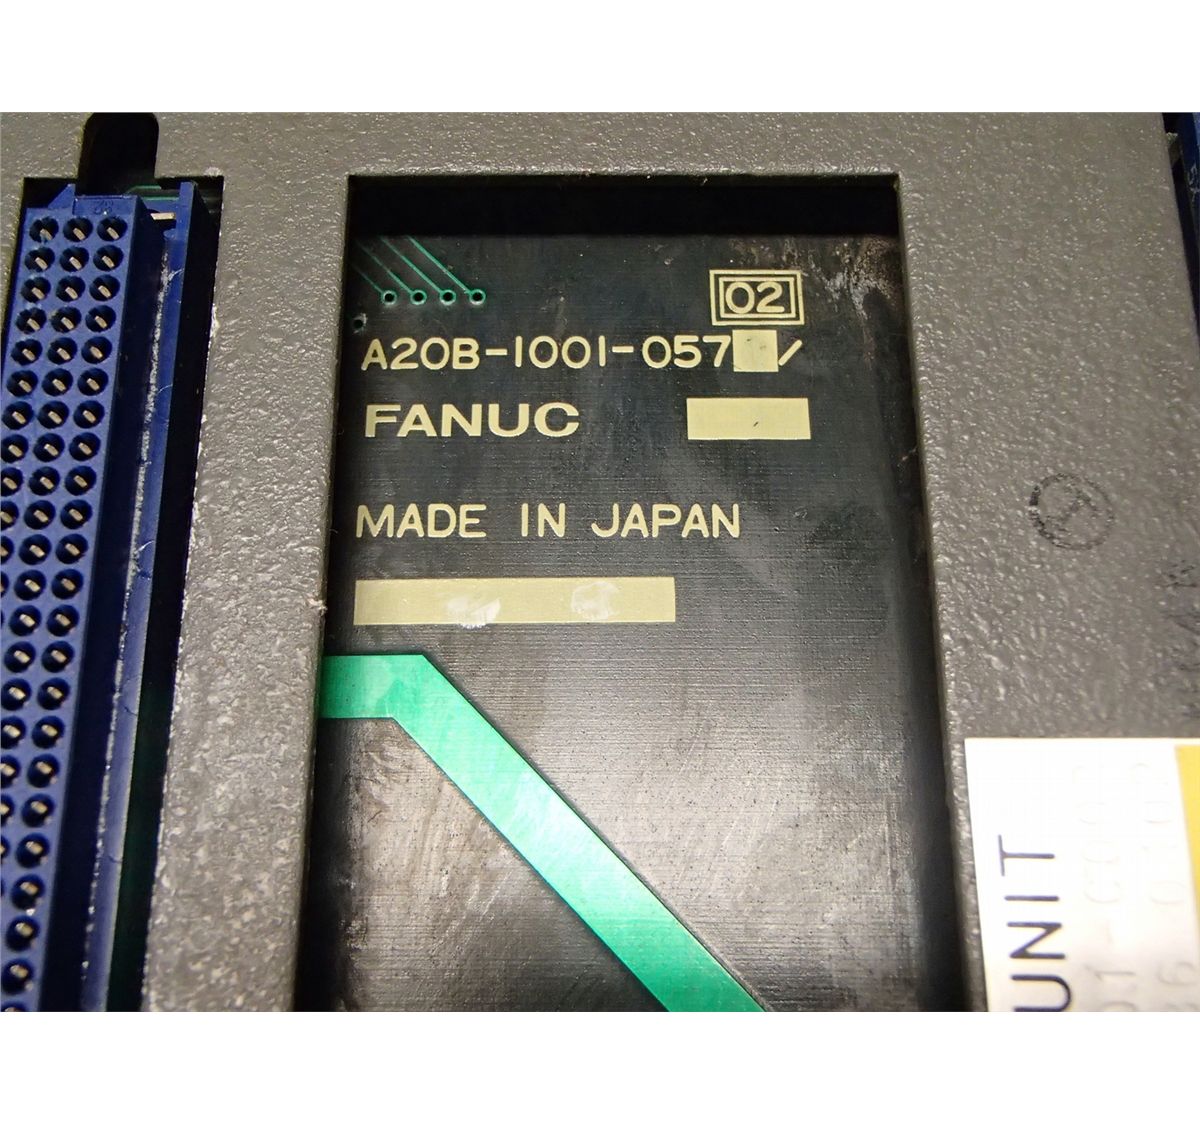 02
A20B-1001-057 /
FANUC
MADE IN JAPAN
UNIT